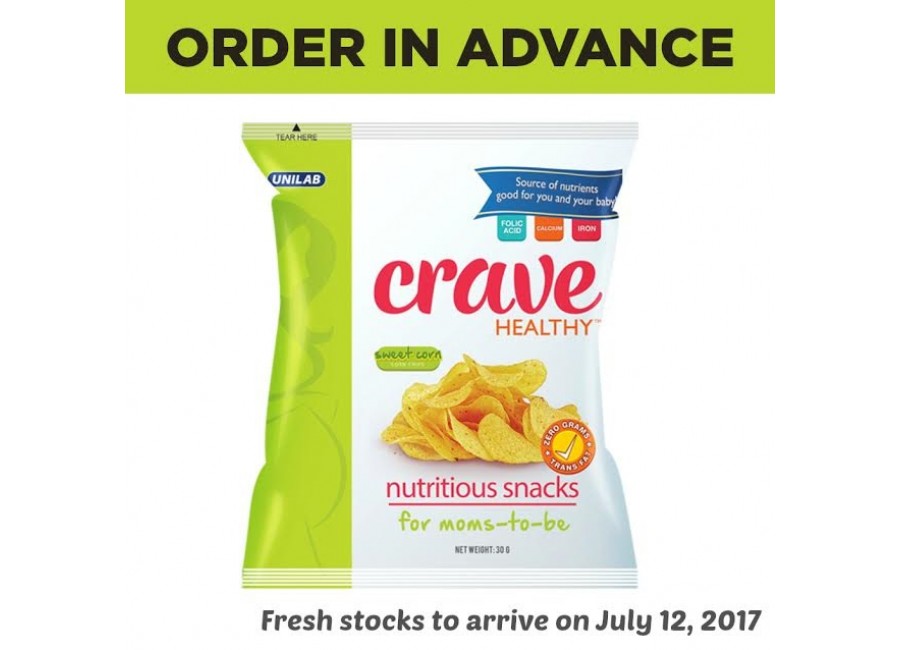 ORDER IN ADVANCE
TEAR HERE
UNILAB
Source of nutrients
good for you and your baby
FOLIC
ACID
CALCIUM
IRON
crave
HEALTHY™
sweet corn
ZERO GRAMS
TRANS FAT
nutritious snacks
for moms-to-be
NET WEIGHT: 30 G
Fresh stocks to arrive on July 12, 2017